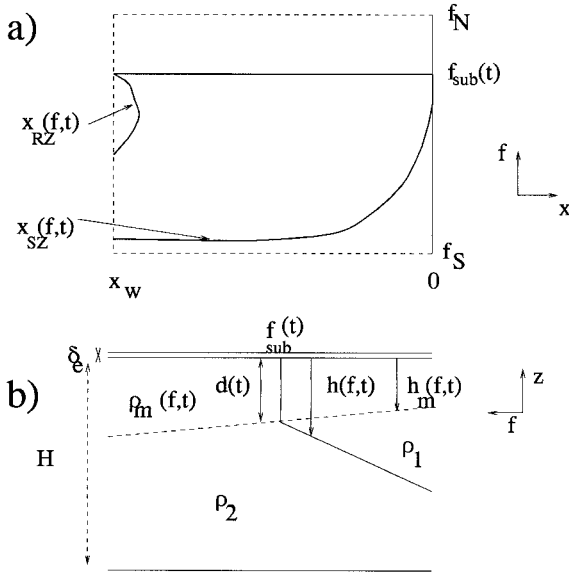 a)
f_N
f_sub(t)
x_RZ(f,t)
f
x
x_SZ(f,t)
f_S
x_W
0
f_sub(t)
δ_e
b)
ρ_m(f,t)
d(t)
h(f,t)
h_m(f,t)
z
f
H
ρ_1
ρ_2